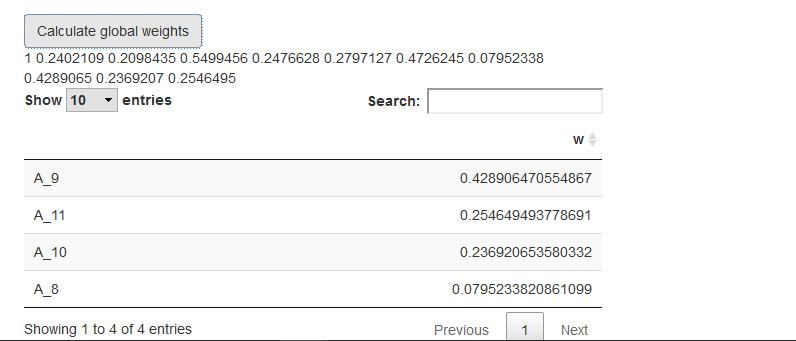 Calculate global weights
1 0.2402109 0.2098435 0.5499456 0.2476628 0.2797127 0.4726245 0.07952338
0.4289065 0.2369207 0.2546495
Show 10 entries Search:
w
A_9 0.428906470554867
A_11 0.254649493778691
A_10 0.236920653580332
A_8 0.0795233820861099
Showing 1 to 4 of 4 entries Previous 1 Next